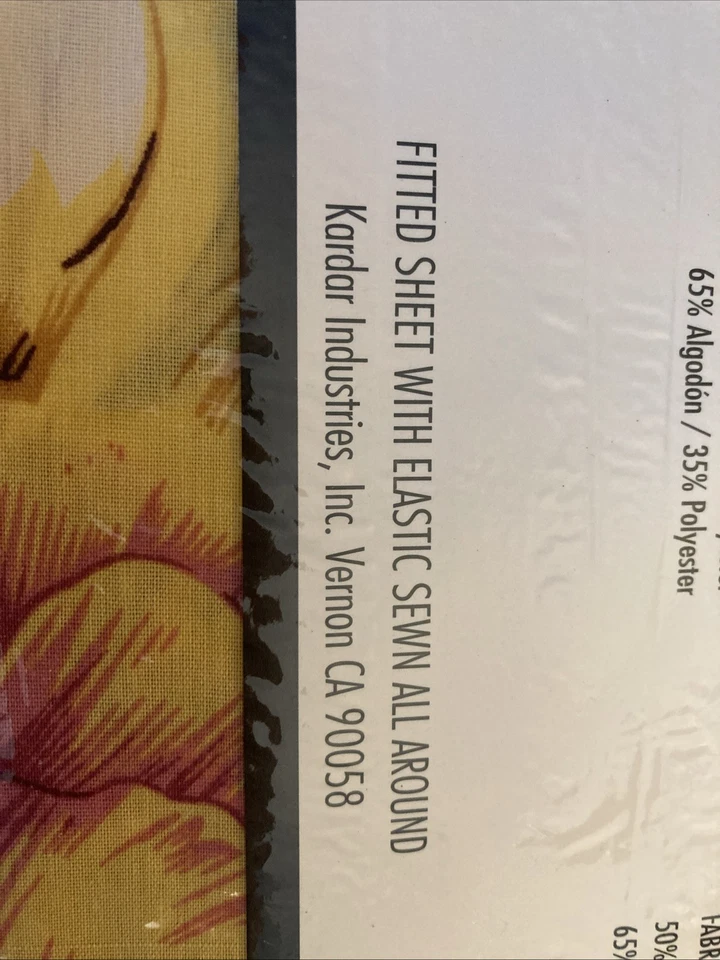 65% Algodón / 35% Polyester
FABR
50%
65%
FITTED SHEET WITH ELASTIC SEWN ALL AROUND
Kardar Industries, Inc. Vernon CA 90058